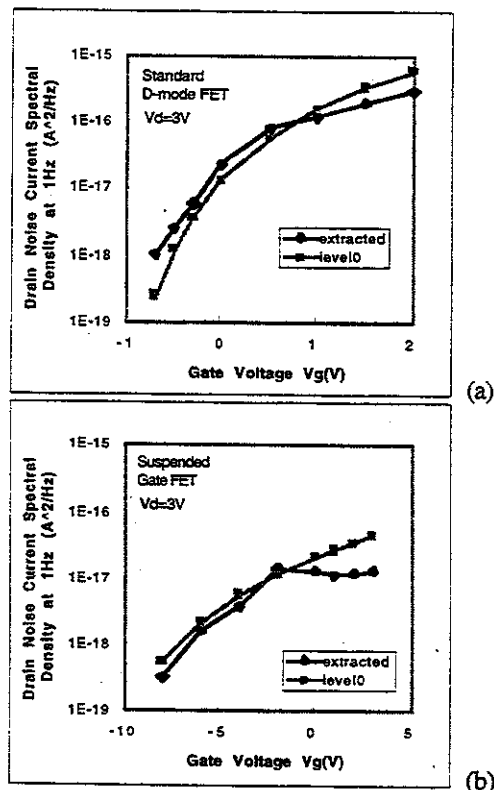 Drain Noise Current Spectral
Density at 1Hz (A^2/Hz)
1E-15
1E-16
1E-17
1E-18
1E-19
Standard
D-mode FET
Vd=3V
extracted
level0
-1
0
1
2
Gate Voltage Vg(V)
(a)
Drain Noise Current Spectral
Density at 1Hz (A^2/Hz)
1E-15
1E-16
1E-17
1E-18
1E-19
Suspended
Gate FET
Vd=3V
extracted
level0
-10
-5
0
5
Gate Voltage Vg(V)
(b)